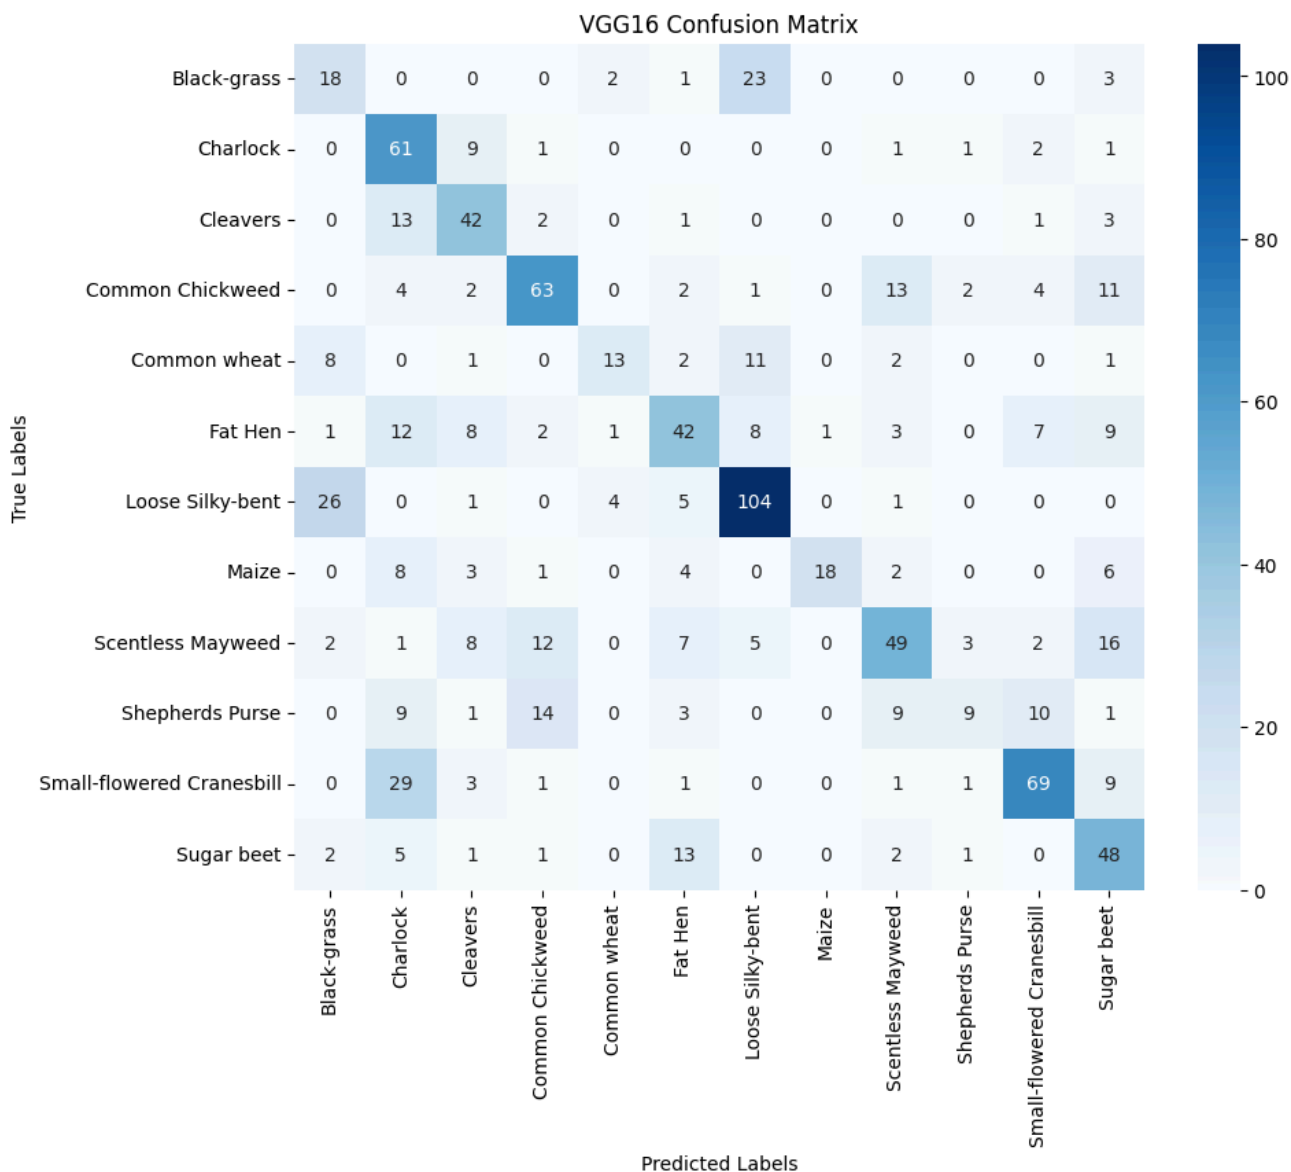 VGG16 Confusion Matrix
True Labels
Black-grass 18 0 0 0 2 1 23 0 0 0 0 3
Charlock 0 61 9 1 0 0 0 0 1 1 2 1
Cleavers 0 13 42 2 0 1 0 0 0 0 1 3
Common Chickweed 0 4 2 63 0 2 1 0 13 2 4 11
Common wheat 8 0 1 0 13 2 11 0 2 0 0 1
Fat Hen 1 12 8 2 1 42 8 1 3 0 7 9
Loose Silky-bent 26 0 1 0 4 5 104 0 1 0 0 0
Maize 0 8 3 1 0 4 0 18 2 0 0 6
Scentless Mayweed 2 1 8 12 0 7 5 0 49 3 2 16
Shepherds Purse 0 9 1 14 0 3 0 0 9 9 10 1
Small-flowered Cranesbill 0 29 3 1 0 1 0 0 1 1 69 9
Sugar beet 2 5 1 1 0 13 0 0 2 1 0 48
Black-grass
Charlock
Cleavers
Common Chickweed
Common wheat
Fat Hen
Loose Silky-bent
Maize
Scentless Mayweed
Shepherds Purse
Small-flowered Cranesbill
Sugar beet
Predicted Labels
100
80
60
40
20
0